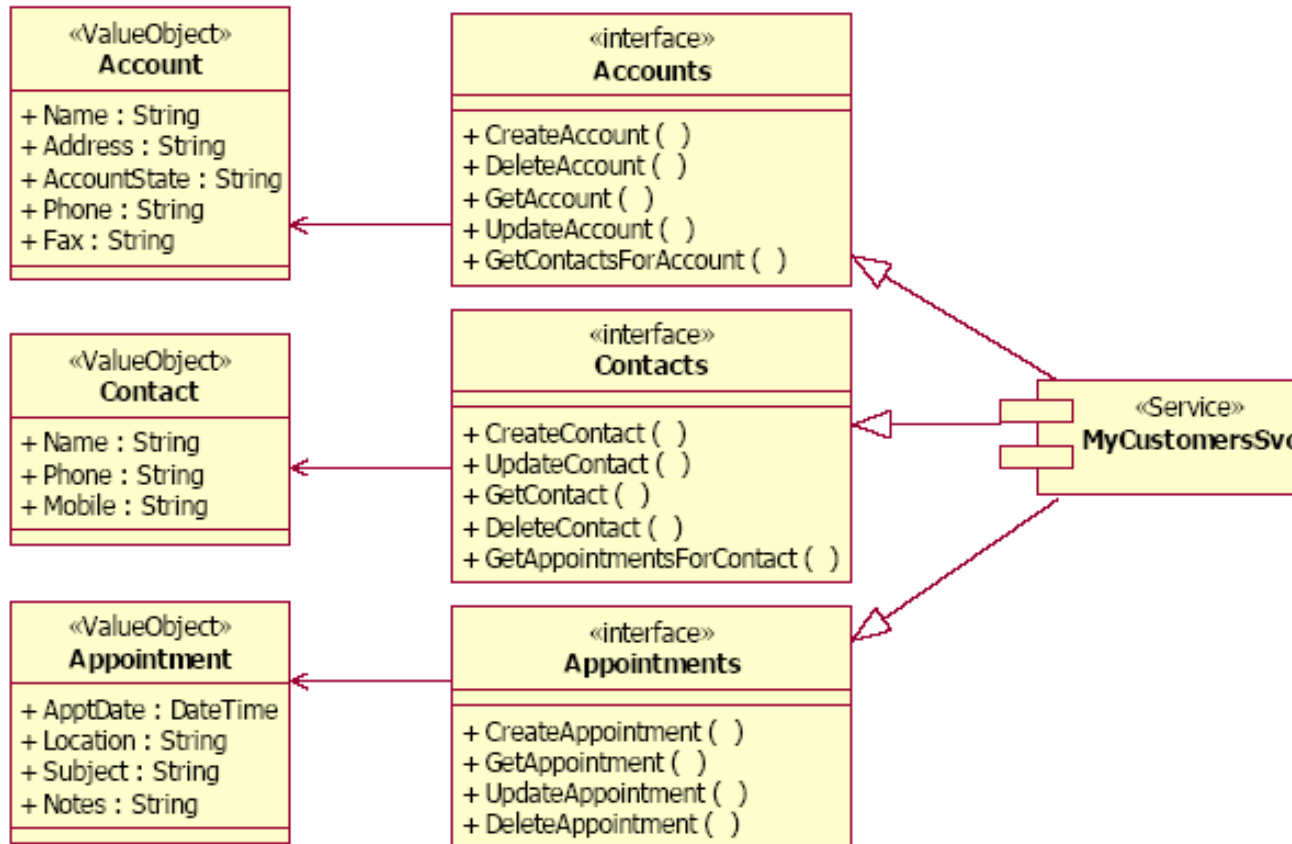 «ValueObject»
Account
+ Name : String
+ Address : String
+ AccountState : String
+ Phone : String
+ Fax : String
«interface»
Accounts
+ CreateAccount ( )
+ DeleteAccount ( )
+ GetAccount ( )
+ UpdateAccount ( )
+ GetContactsForAccount ( )
«ValueObject»
Contact
+ Name : String
+ Phone : String
+ Mobile : String
«interface»
Contacts
+ CreateContact ( )
+ UpdateContact ( )
+ GetContact ( )
+ DeleteContact ( )
+ GetAppointmentsForContact ( )
«Service»
MyCustomersSvc
«ValueObject»
Appointment
+ ApptDate : DateTime
+ Location : String
+ Subject : String
+ Notes : String
«interface»
Appointments
+ CreateAppointment ( )
+ GetAppointment ( )
+ UpdateAppointment ( )
+ DeleteAppointment ( )